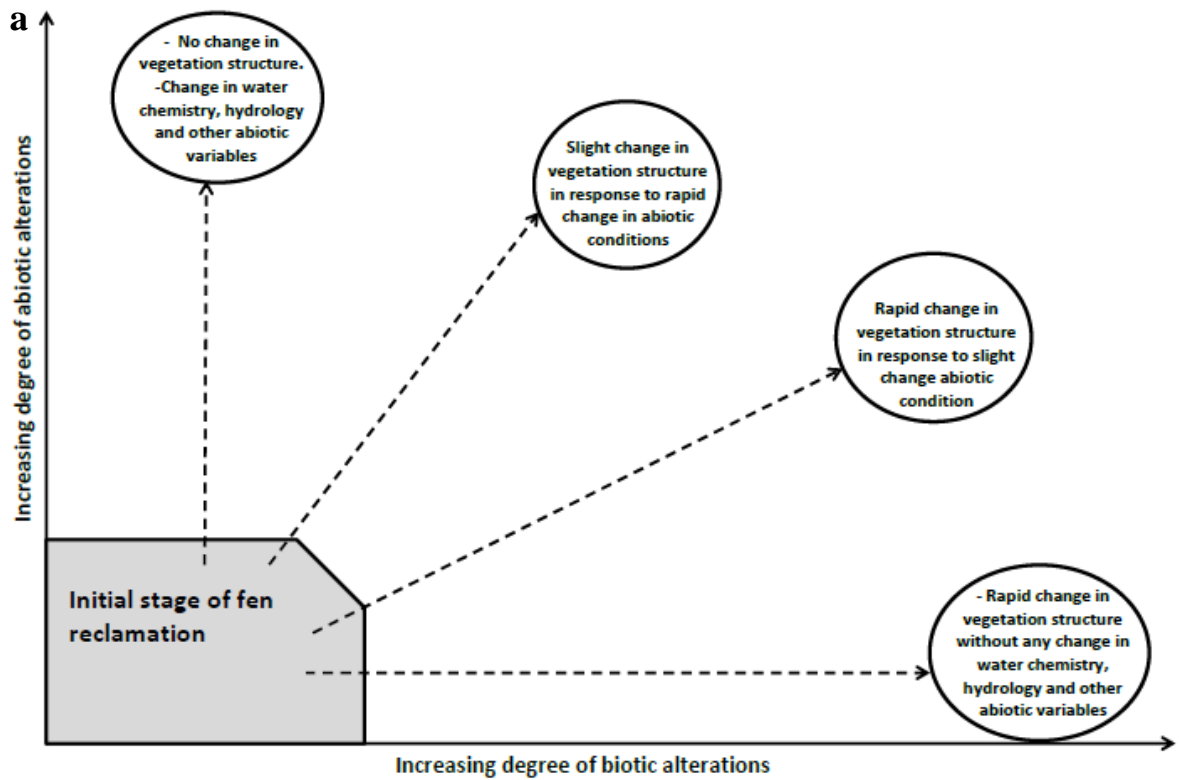 a
- No change in
vegetation structure.
-Change in water
chemistry, hydrology
and other abiotic
variables
Slight change in
vegetation structure
in response to rapid
change in abiotic
conditions
Rapid change in
vegetation structure
in response to slight
change abiotic
condition
Increasing degree of abiotic alterations
Initial stage of fen
reclamation
- Rapid change in
vegetation structure
without any change in
water chemistry,
hydrology and other
abiotic variables
Increasing degree of biotic alterations